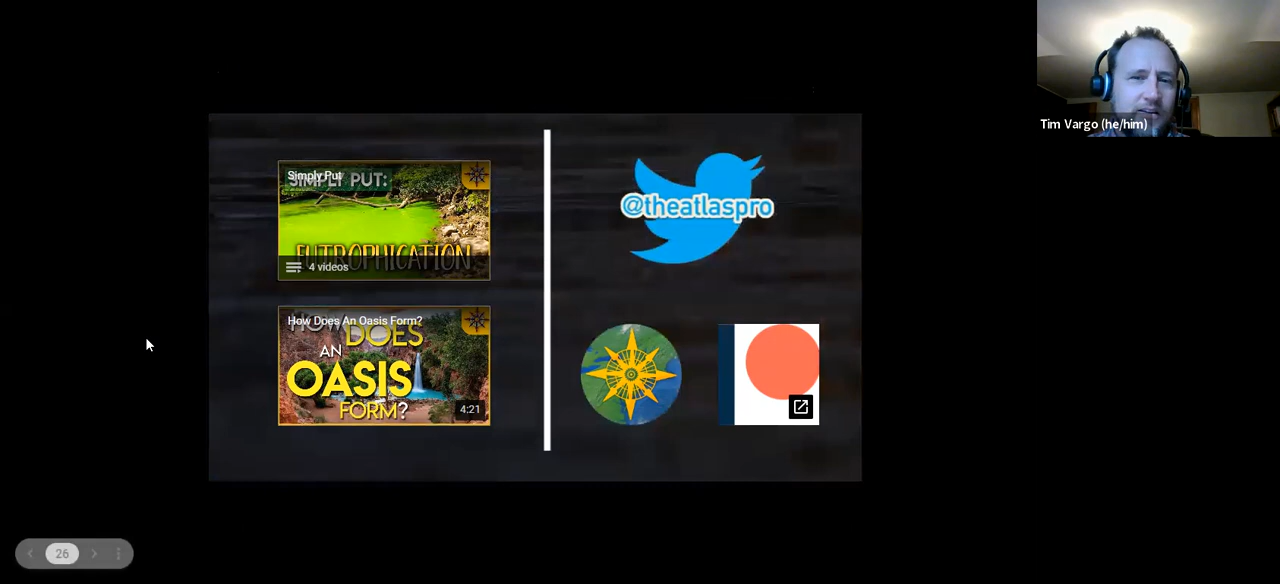 Simply Put
SIMPLY PUT:
EUTROPHICATION
4 videos
How Does An Oasis Form?
HOW DOES
AN
OASIS
FORM?
4:21
@theatlaspro
Tim Vargo (he/him)
26